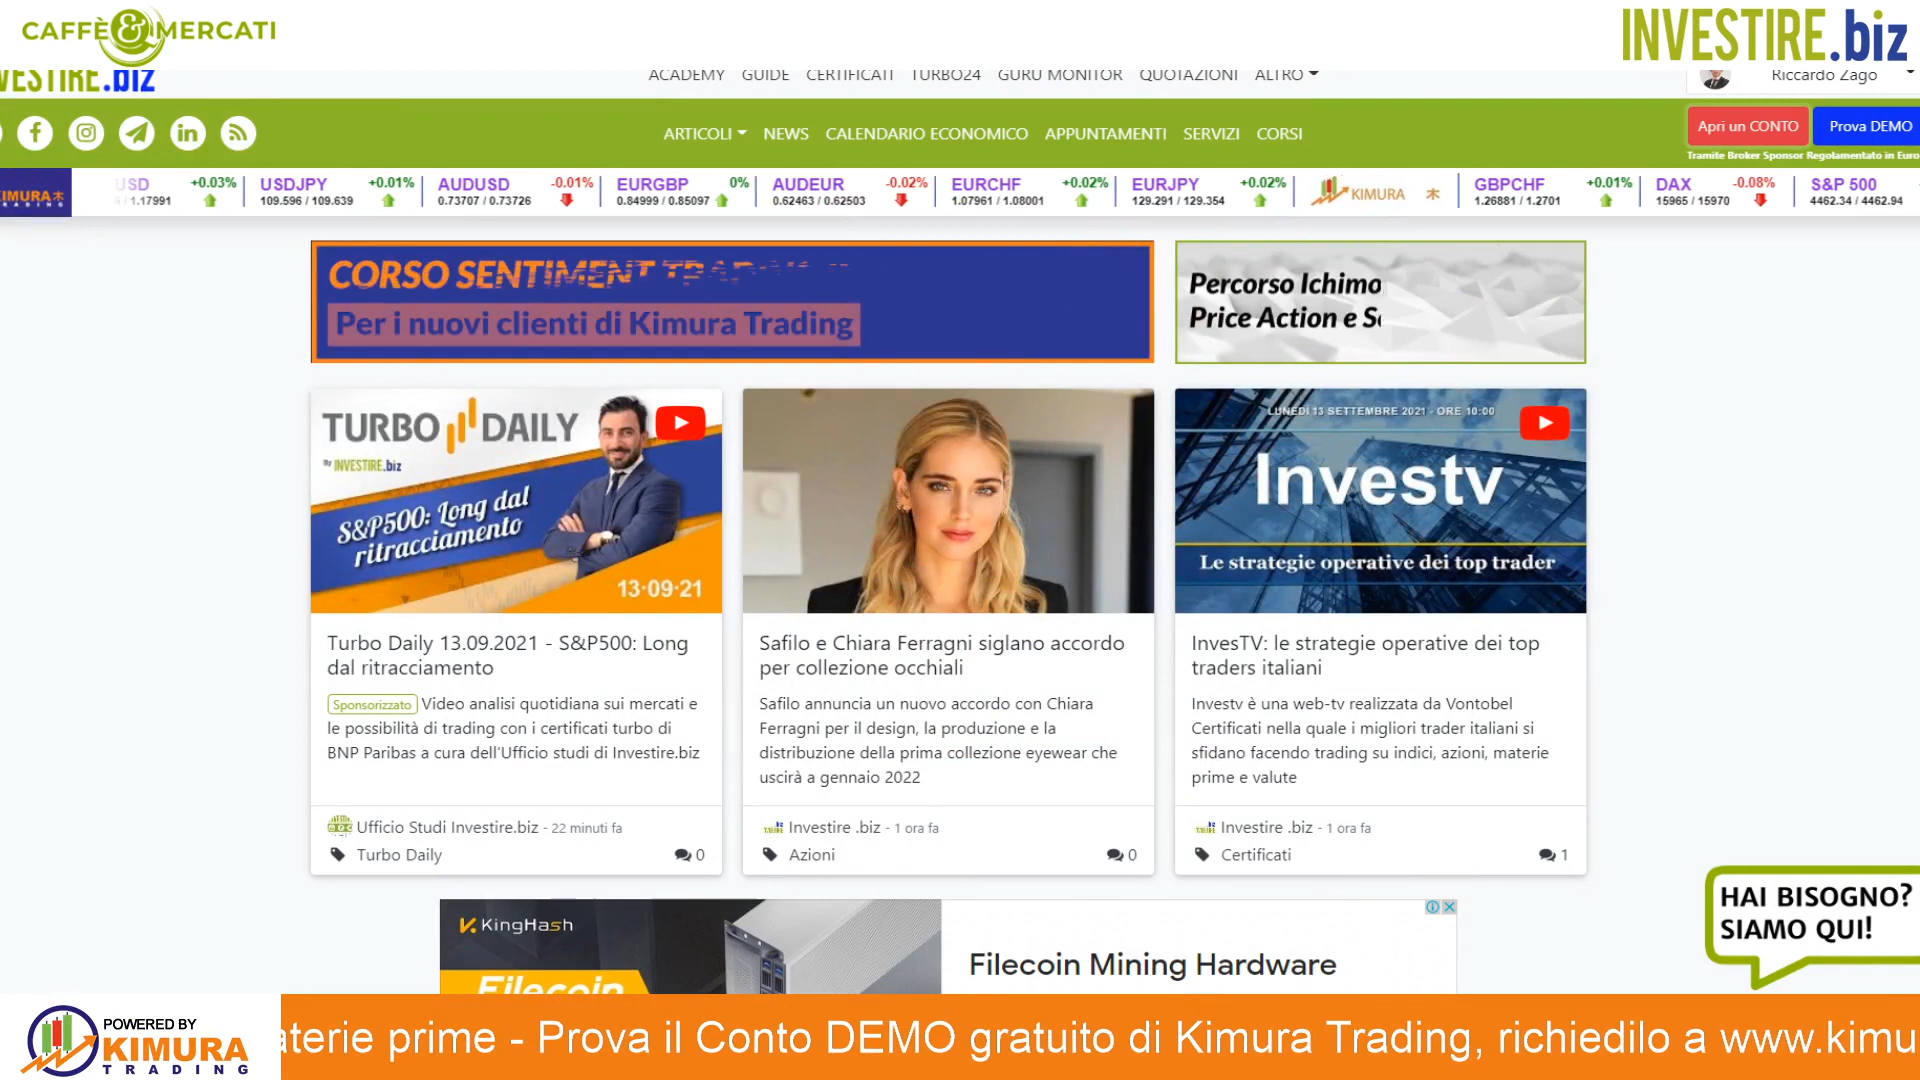 CAFFÈ&MERCATI
INVESTIRE.biz
VESTIRE.biz
ACADEMY GUIDE CERTIFICATI TURBO24 GURU MONITOR QUOTAZIONI ALTRO
Riccardo Zago
ARTICOLI NEWS CALENDARIO ECONOMICO APPUNTAMENTI SERVIZI CORSI
Apri un CONTO Prova DEMO
Tramite Broker Sponsor Regolamentato in Euro
KIMURA
TRADING
USD +0.03%
1.17991
USDJPY +0.01%
109.596 / 109.639
AUDUSD -0.01%
0.73707 / 0.73726
EURGBP 0%
0.84999 / 0.85097
AUDEUR -0.02%
0.62463 / 0.62503
EURCHF +0.02%
1.07961 / 1.08001
EURJPY +0.02%
129.291 / 129.354
KIMURA 木
GBPCHF +0.01%
1.26881 / 1.2701
DAX -0.08%
15965 / 15970
S&P 500
4462.34 / 4462.94
CORSO SENTIMENT TRADING
Per i nuovi clienti di Kimura Trading
Percorso Ichimo
Price Action e S
TURBO DAILY
By INVESTIRE.biz
S&P500: Long dal
ritracciamento
13·09·21
LUNEDÌ 13 SETTEMBRE 2021 - ORE 10:00
Investv
Le strategie operative dei top trader
Turbo Daily 13.09.2021 - S&P500: Long
dal ritracciamento
Sponsorizzato Video analisi quotidiana sui mercati e
le possibilità di trading con i certificati turbo di
BNP Paribas a cura dell'Ufficio studi di Investire.biz
Ufficio Studi Investire.biz - 22 minuti fa
Turbo Daily 0
Safilo e Chiara Ferragni siglano accordo
per collezione occhiali
Safilo annuncia un nuovo accordo con Chiara
Ferragni per il design, la produzione e la
distribuzione della prima collezione eyewear che
uscirà a gennaio 2022
Investire .biz - 1 ora fa
Azioni 0
InvesTV: le strategie operative dei top
traders italiani
Investv è una web-tv realizzata da Vontobel
Certificati nella quale i migliori trader italiani si
sfidano facendo trading su indici, azioni, materie
prime e valute
Investire .biz - 1 ora fa
Certificati 1
KingHash
Filecoin
Filecoin Mining Hardware
HAI BISOGNO?
SIAMO QUI!
POWERED BY
KIMURA
TRADING
aterie prime - Prova il Conto DEMO gratuito di Kimura Trading, richiedilo a www.kimu